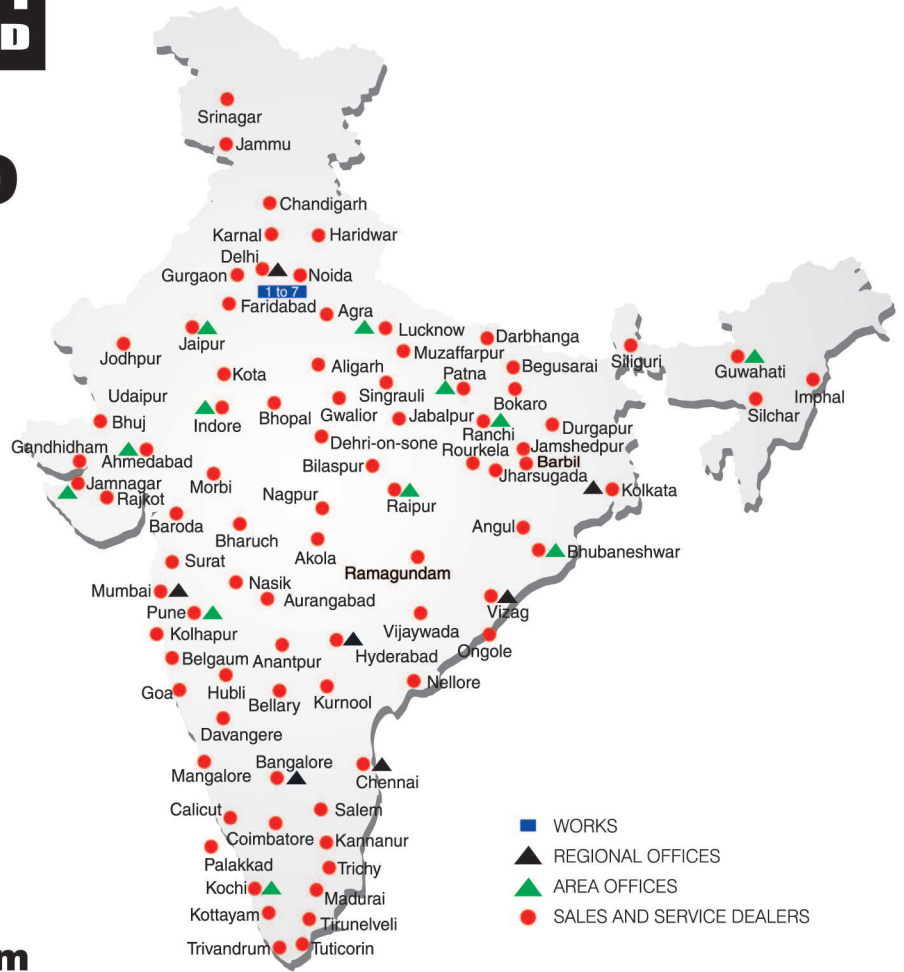 D
Srinagar
Jammu
Chandigarh
Karnal
Haridwar
Delhi
Gurgaon
Noida
1 to 7
Faridabad
Agra
Jaipur
Lucknow
Darbhanga
Jodhpur
Muzaffarpur
Siliguri
Guwahati
Kota
Aligarh
Patna
Begusarai
Imphal
Udaipur
Singrauli
Bokaro
Silchar
Bhuj
Indore
Bhopal
Gwalior
Jabalpur
Ranchi
Durgapur
Gandhidham
Ahmedabad
Dehri-on-sone
Rourkela
Jamshedpur
Barbil
Jamnagar
Rajkot
Morbi
Bilaspur
Jharsugada
Nagpur
Raipur
Kolkata
Baroda
Bharuch
Akola
Angul
Bhubaneshwar
Surat
Ramagundam
Mumbai
Nasik
Aurangabad
Pune
Vizag
Kolhapur
Vijaywada
Ongole
Belgaum
Anantpur
Hyderabad
Goa
Hubli
Bellary
Kurnool
Nellore
Davangere
Mangalore
Bangalore
Chennai
Calicut
Salem
Coimbatore
Kannanur
Palakkad
Trichy
Kochi
Madurai
Kottayam
Tirunelveli
Trivandrum
Tuticorin
WORKS
REGIONAL OFFICES
AREA OFFICES
SALES AND SERVICE DEALERS
m